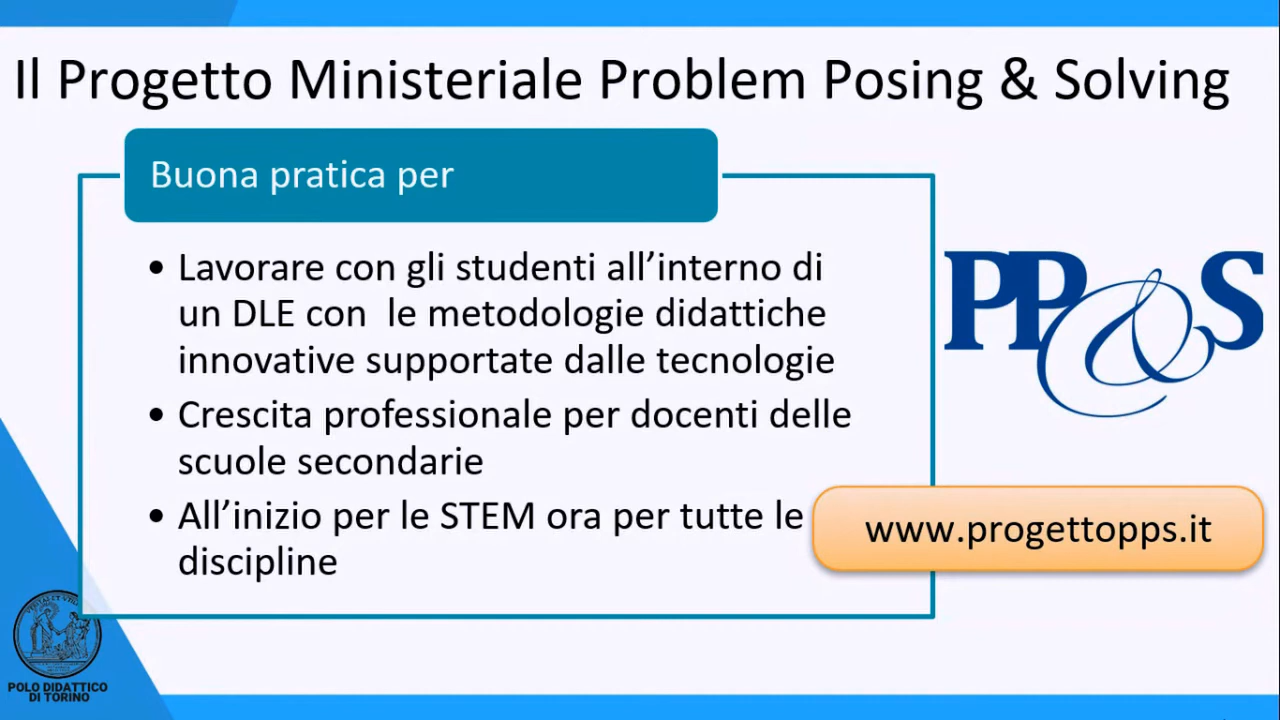 Il Progetto Ministeriale Problem Posing & Solving
Buona pratica per
• Lavorare con gli studenti all’interno di
un DLE con  le metodologie didattiche
innovative supportate dalle tecnologie
• Crescita professionale per docenti delle
scuole secondarie
• All’inizio per le STEM ora per tutte le
discipline
PP&S
www.progettopps.it
POLO DIDATTICO
DI TORINO